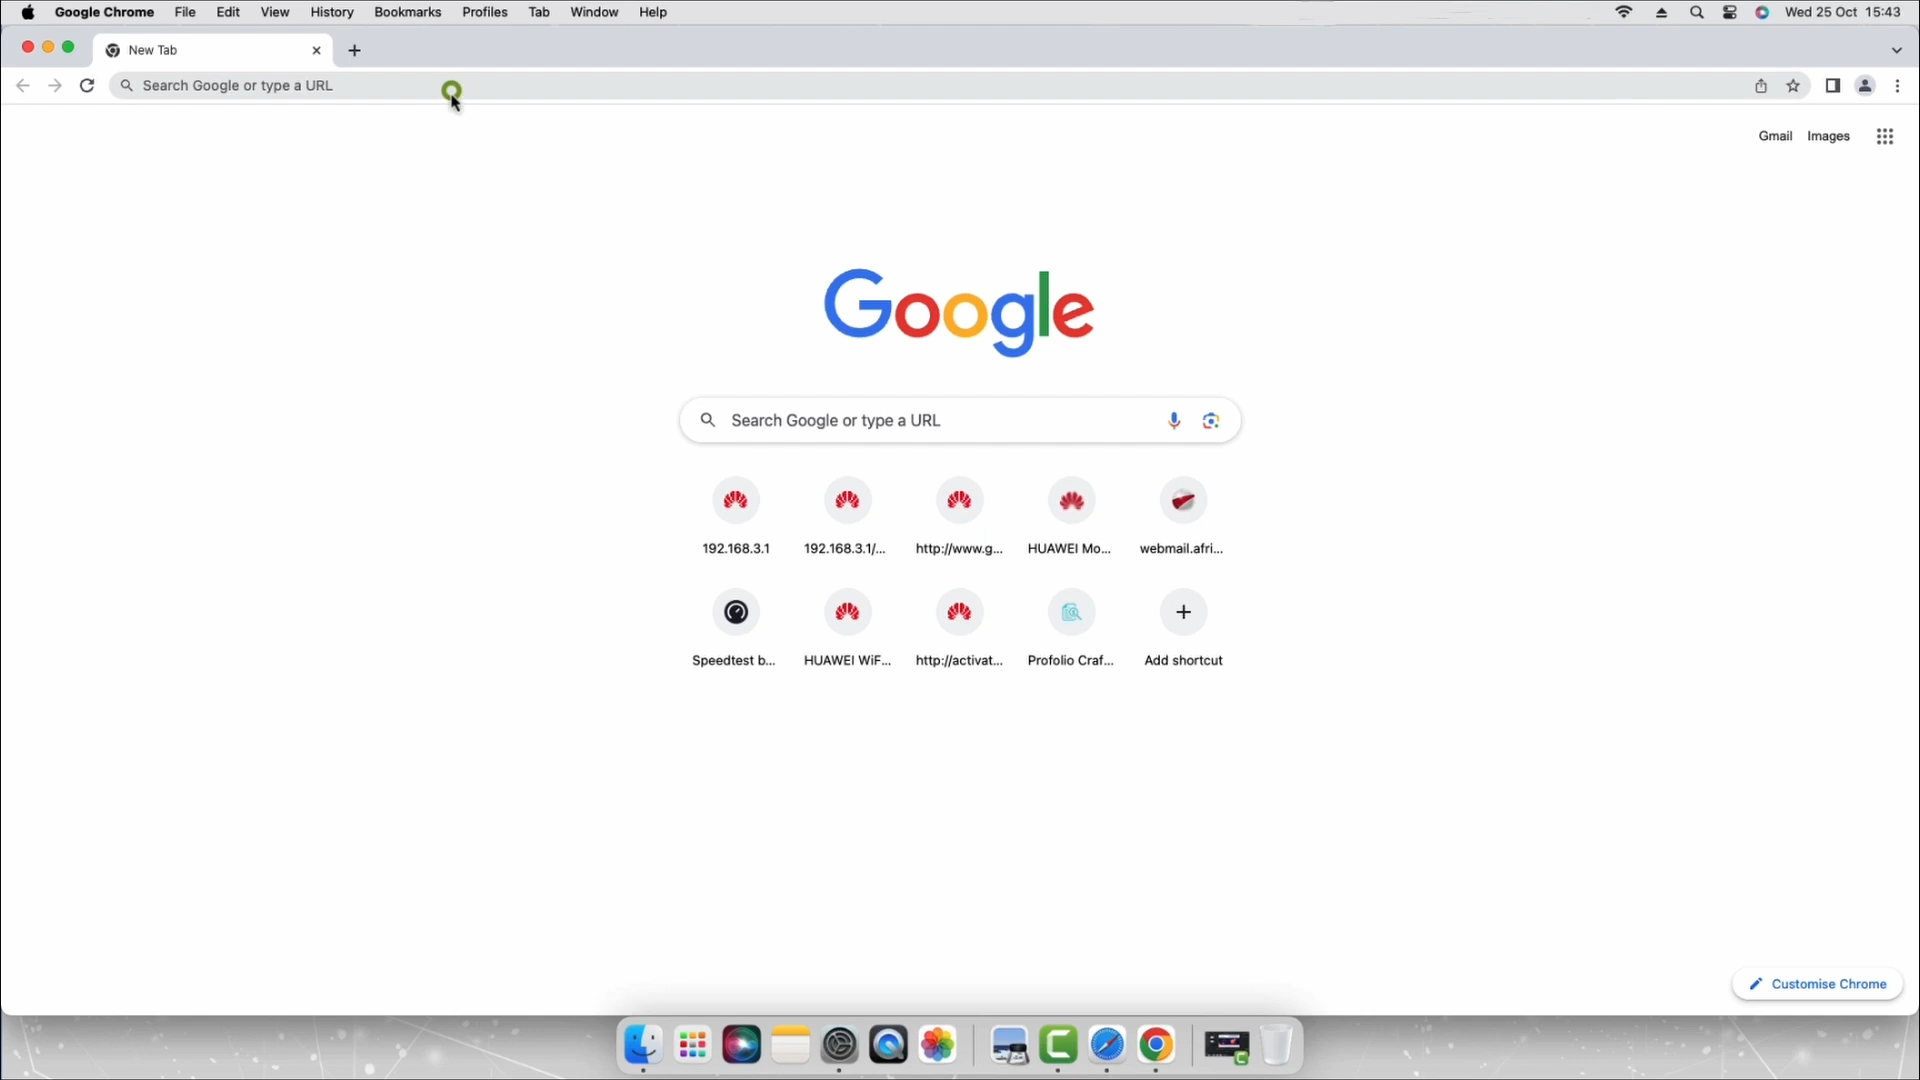 Google Chrome File Edit View History Bookmarks Profiles Tab Window Help Wed 25 Oct 15:43
New Tab
Search Google or type a URL
Gmail Images
Google
Search Google or type a URL
192.168.3.1 192.168.3.1/... http://www.g... HUAWEI Mo... webmail.afri...
Speedtest b... HUAWEI WiF... http://activat... Profolio Craf... Add shortcut
Customise Chrome